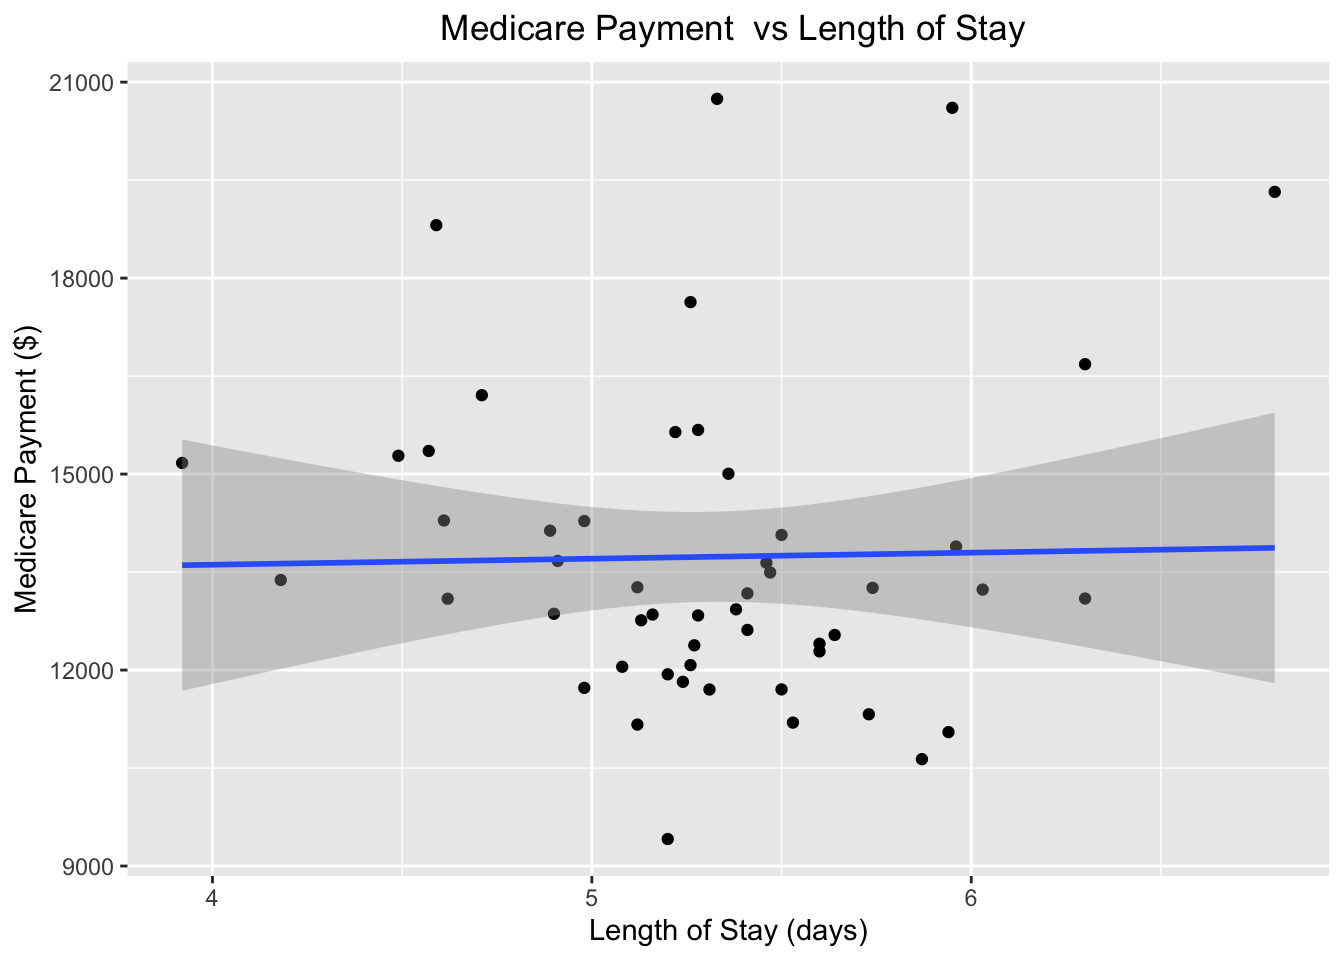 Medicare Payment  vs Length of Stay
Medicare Payment ($)
21000
18000
15000
12000
9000
4 5 6
Length of Stay (days)